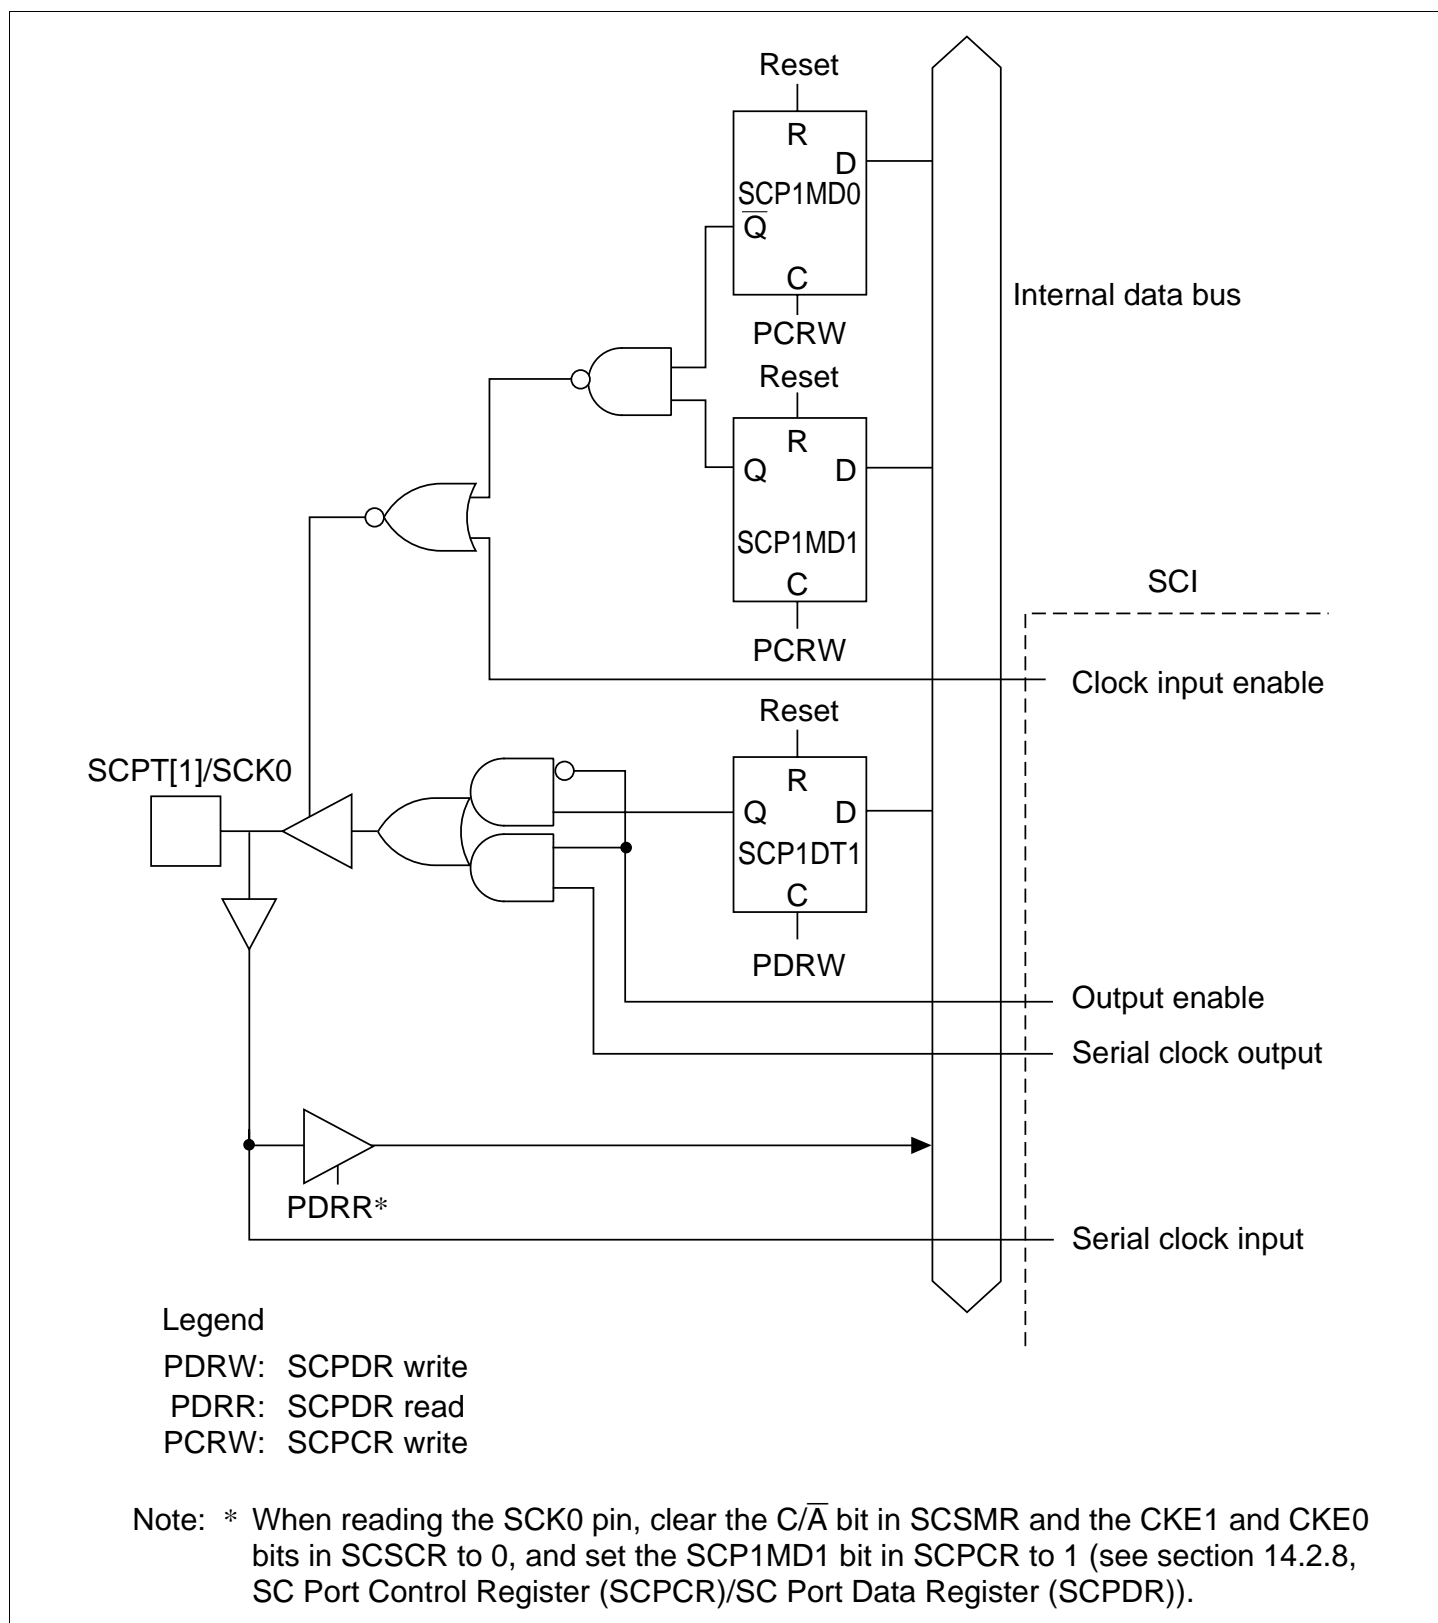 Reset
R
D
SCP1MD0
Q̅
C
PCRW
Internal data bus
Reset
R
Q D
SCP1MD1
C
PCRW
SCI
Clock input enable
Reset
SCPT[1]/SCK0
R
Q D
SCP1DT1
C
PDRW
Output enable
Serial clock output
PDRR*
Serial clock input
Legend
PDRW: SCPDR write
PDRR: SCPDR read
PCRW: SCPCR write
Note: * When reading the SCK0 pin, clear the C/A̅ bit in SCSMR and the CKE1 and CKE0
bits in SCSCR to 0, and set the SCP1MD1 bit in SCPCR to 1 (see section 14.2.8,
SC Port Control Register (SCPCR)/SC Port Data Register (SCPDR)).